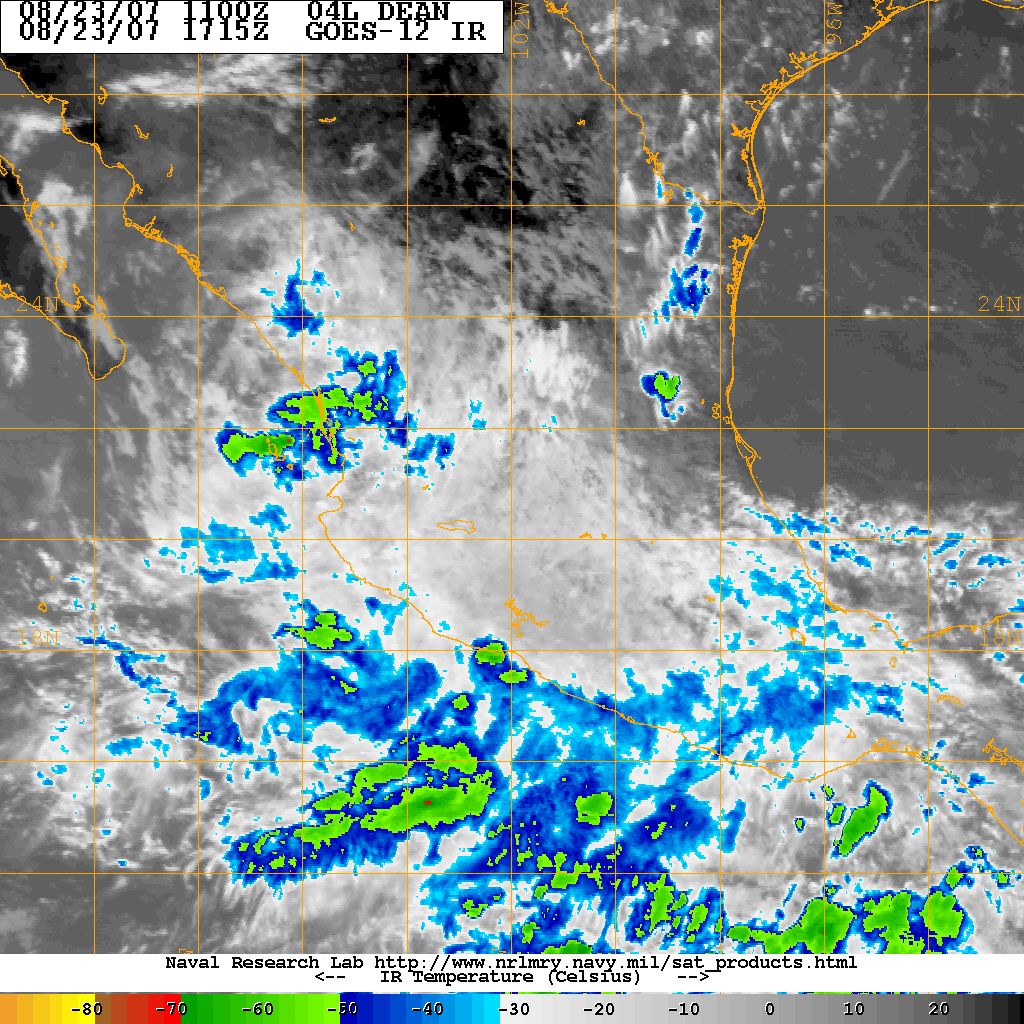 08/23/07 1100Z 04L DEAN
08/23/07 1715Z GOES-12 IR
102W
96W
24N
24N
18N
18N
Naval Research Lab http://www.nrlmry.navy.mil/sat_products.html
<-- IR Temperature (Celsius) -->
-80 -70 -60 -50 -40 -30 -20 -10 0 10 20